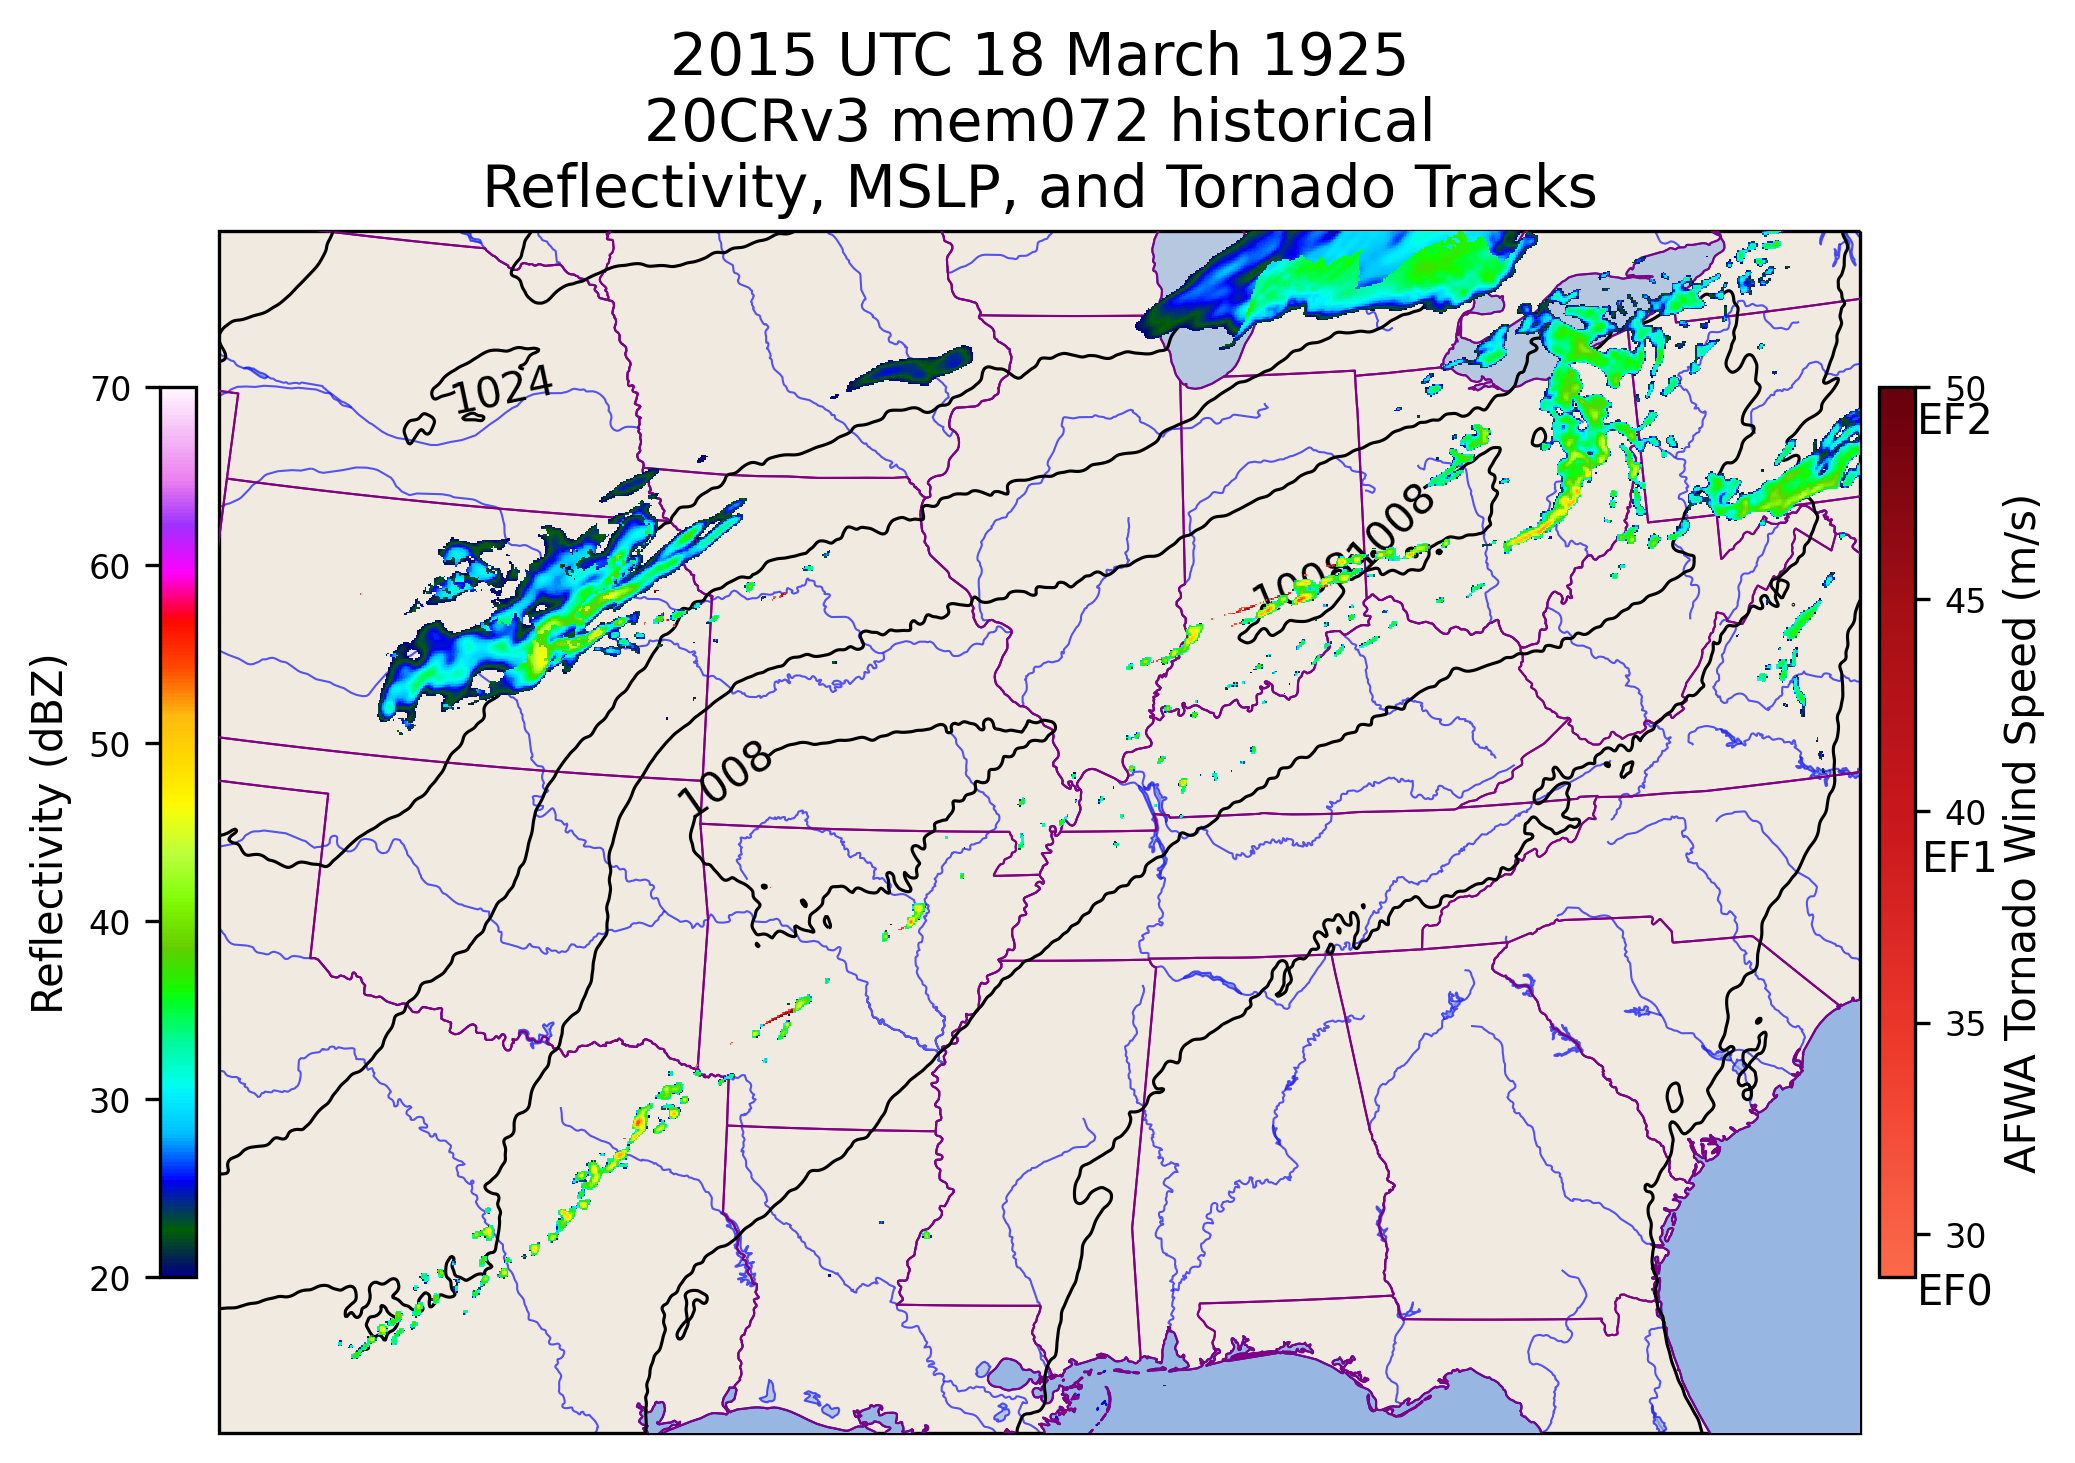 2015 UTC 18 March 1925
20CRv3 mem072 historical
Reflectivity, MSLP, and Tornado Tracks
Reflectivity (dBZ)
70
60
50
40
30
20
1024
1008
1008
1008
50
EF2
45
40
EF1
35
30
EF0
AFWA Tornado Wind Speed (m/s)